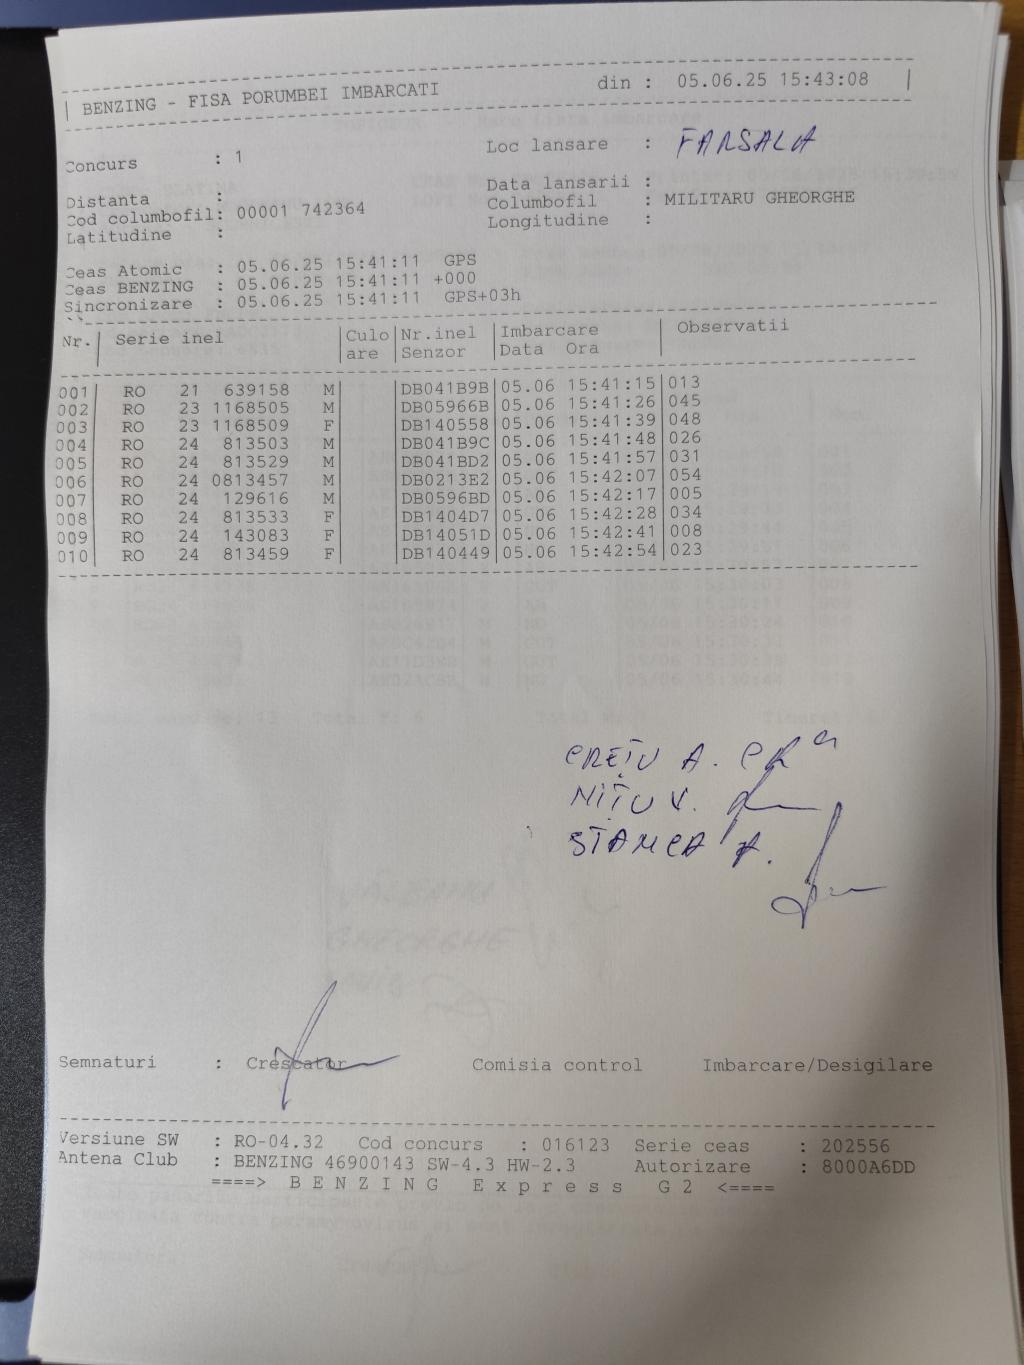 BENZING - FISA PORUMBEI IMBARCATI din : 05.06.25 15:43:08
Concurs : 1 Loc lansare : FARSALA
Distanta : Data lansarii :
Cod columbofil: 00001 742364 Columbofil : MILITARU GHEORGHE
Latitudine : Longitudine :
Ceas Atomic : 05.06.25 15:41:11 GPS
Ceas BENZING : 05.06.25 15:41:11 +000
Sincronizare : 05.06.25 15:41:11 GPS+03h
Nr.| Serie inel |Culo|Nr.inel |Imbarcare | Observatii
|are |Senzor |Data Ora |
001| RO 21 639158 M| |DB041B9B|05.06 15:41:15|013
002| RO 23 1168505 M| |DB05966B|05.06 15:41:26|045
003| RO 23 1168509 F| |DB140558|05.06 15:41:39|048
004| RO 24 813503 M| |DB041B9C|05.06 15:41:48|026
005| RO 24 813529 M| |DB041BD2|05.06 15:41:57|031
006| RO 24 0813457 M| |DB0213E2|05.06 15:42:07|054
007| RO 24 129616 M| |DB0596BD|05.06 15:42:17|005
008| RO 24 813533 F| |DB1404D7|05.06 15:42:28|034
009| RO 24 143083 F| |DB14051D|05.06 15:42:41|008
010| RO 24 813459 F| |DB140449|05.06 15:42:54|023
CREȚU A.
NIȚU V.
STANCA A.
Semnaturi : Crescator Comisia control Imbarcare/Desigilare
Versiune SW : RO-04.32 Cod concurs : 016123 Serie ceas : 202556
Antena Club : BENZING 46900143 SW-4.3 HW-2.3 Autorizare : 8000A6DD
====> B E N Z I N G E x p r e s s G 2 <====